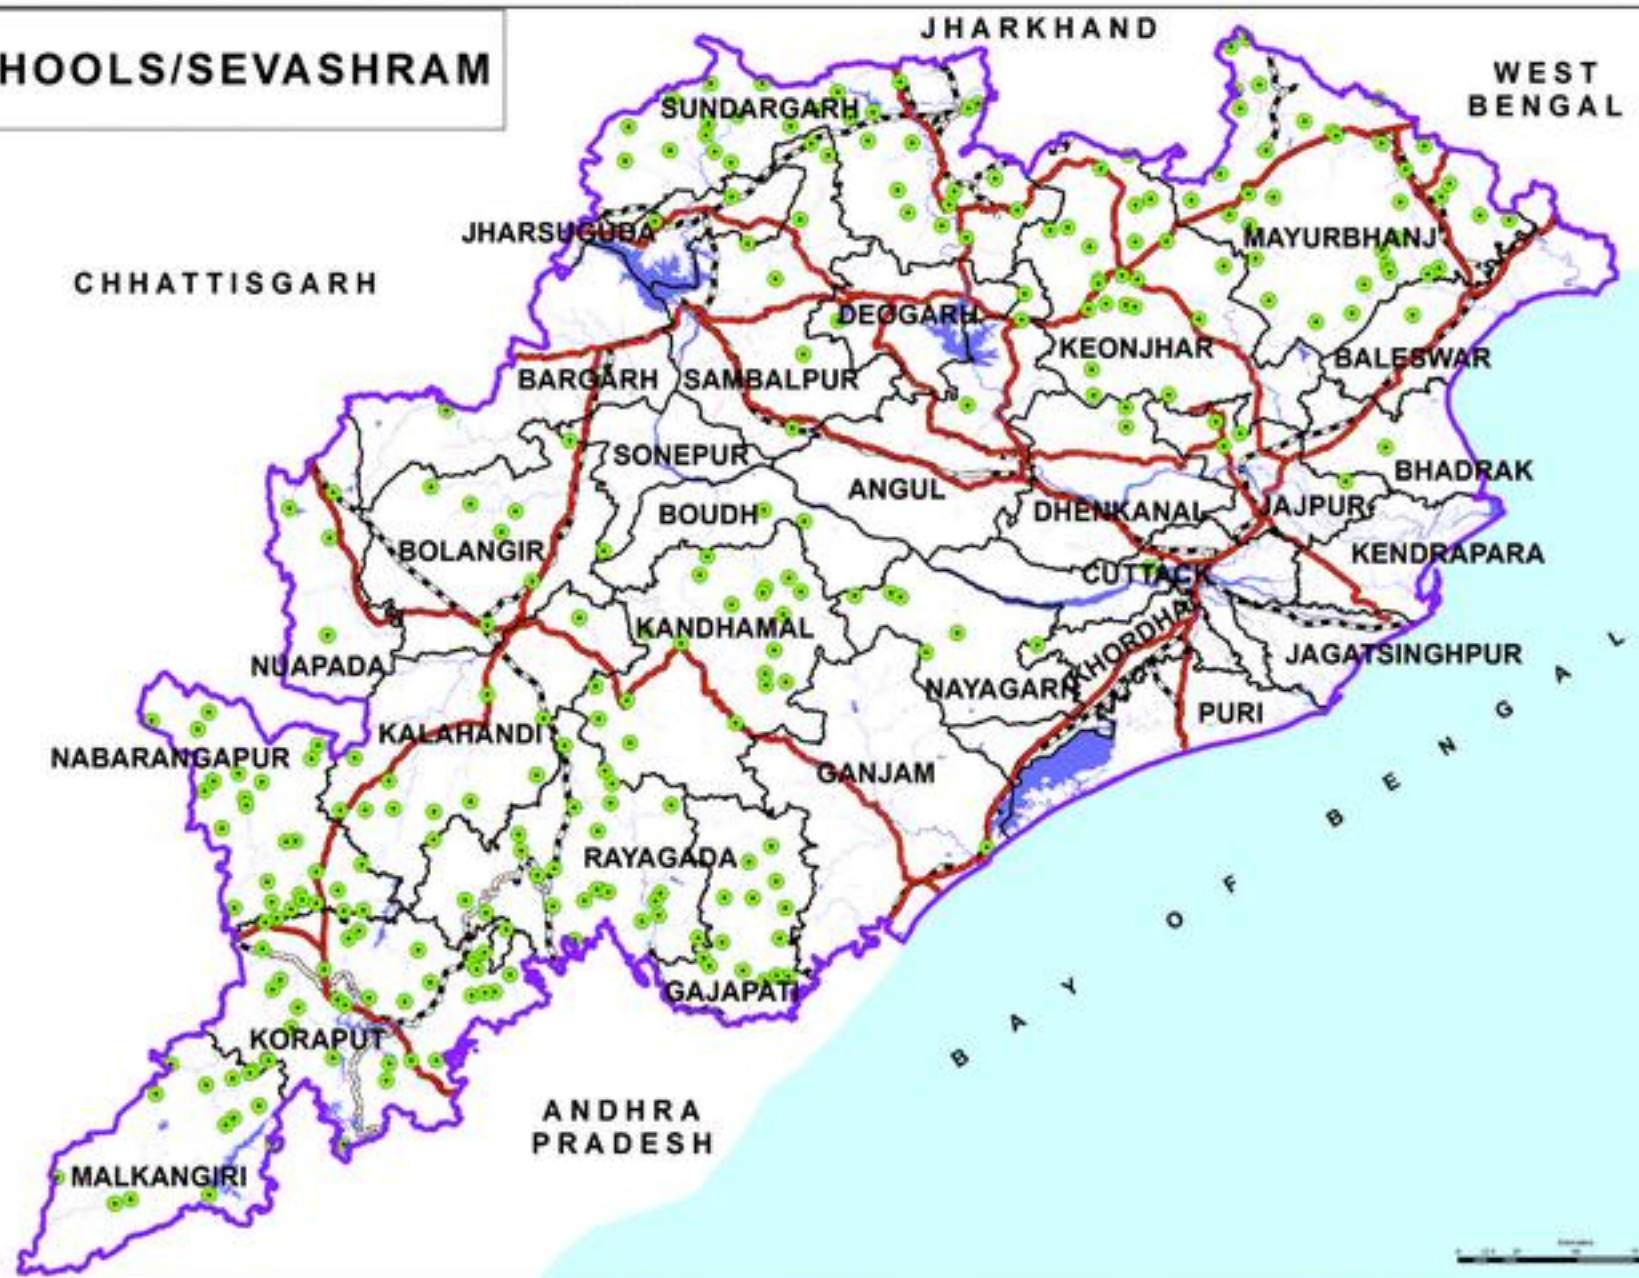 HOOLS/SEVASHRAM
JHARKHAND
WEST
BENGAL
SUNDARGARH
JHARSUGUDA
MAYURBHANJ
CHHATTISGARH
DEOGARH
KEONJHAR
BALESWAR
BARGARH
SAMBALPUR
SONEPUR
BHADRAK
ANGUL
BOUDH
DHENKANAL
JAJPUR
BOLANGIR
KENDRAPARA
CUTTACK
KANDHAMAL
KHORDHA
NUAPADA
JAGATSINGHPUR
NAYAGARH
PURI
KALAHANDI
NABARANGAPUR
GANJAM
RAYAGADA
GAJAPATI
KORAPUT
MALKANGIRI
ANDHRA
PRADESH
BAY OF BENGAL